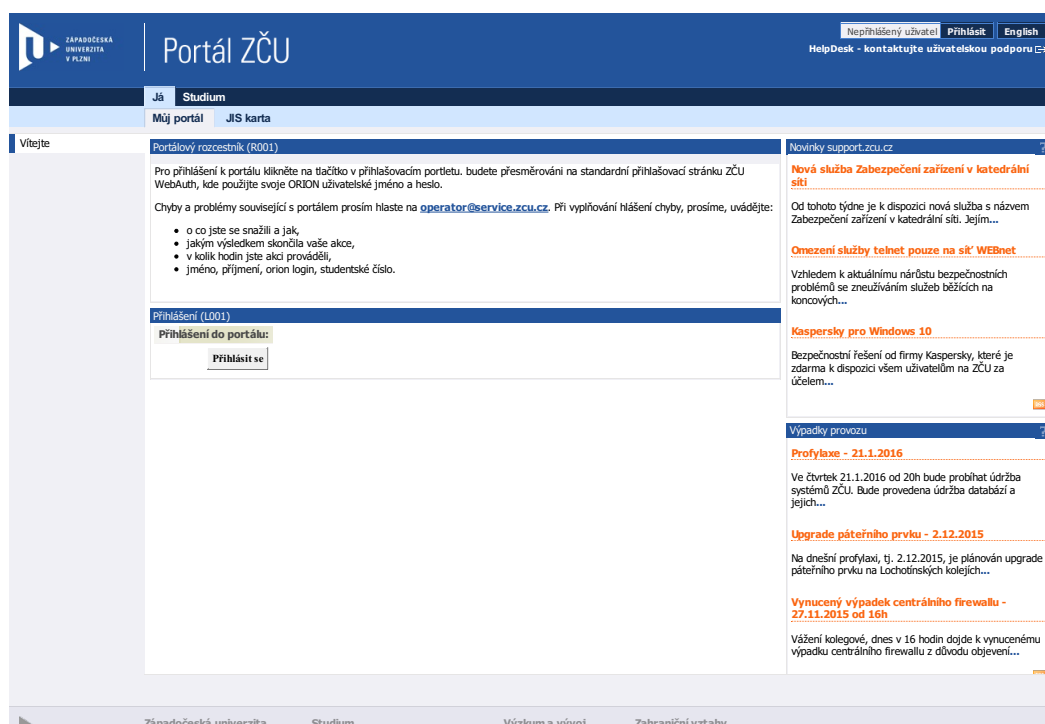 ZÁPADOČESKÁ
UNIVERZITA
V PLZNI
Portál ZČU
Nepřihlášený uživatel Přihlásit English
HelpDesk - kontaktujte uživatelskou podporu
Já Studium
Můj portál JIS karta
Vítejte
Portálový rozcestník (R001)
Pro přihlášení k portálu klikněte na tlačítko v přihlašovacím portletu. budete přesměrováni na standardní přihlašovací stránku ZČU
WebAuth, kde použijte svoje ORION uživatelské jméno a heslo.
Chyby a problémy související s portálem prosím hlaste na operator@service.zcu.cz. Při vyplňování hlášení chyby, prosíme, uvádějte:
• o co jste se snažili a jak,
• jakým výsledkem skončila vaše akce,
• v kolik hodin jste akci prováděli,
• jméno, příjmení, orion login, studentské číslo.
Přihlášení (L001)
Přihlášení do portálu:
Přihlásit se
Novinky support.zcu.cz
Nová služba Zabezpečení zařízení v katedrální
síti
Od tohoto týdne je k dispozici nová služba s názvem
Zabezpečení zařízení v katedrální síti. Jejím...
Omezení služby telnet pouze na síť WEBnet
Vzhledem k aktuálnímu nárůstu bezpečnostních
problémů se zneužíváním služeb běžících na
koncových...
Kaspersky pro Windows 10
Bezpečnostní řešení od firmy Kaspersky, které je
zdarma k dispozici všem uživatelům na ZČU za
účelem...
Výpadky provozu
Profylaxe - 21.1.2016
Ve čtvrtek 21.1.2016 od 20h bude probíhat údržba
systémů ZČU. Bude provedena údržba databází a
jejich...
Upgrade páteřního prvku - 2.12.2015
Na dnešní profylaxi, tj. 2.12.2015, je plánován upgrade
páteřního prvku na Lochotínských kolejích...
Vynucený výpadek centrálního firewallu -
27.11.2015 od 16h
Vážení kolegové, dnes v 16 hodin dojde k vynucenému
výpadku centrálního firewallu z důvodu objevení...
Západočeská univerzita Studium Výzkum a vývoj Zahraniční vztahy